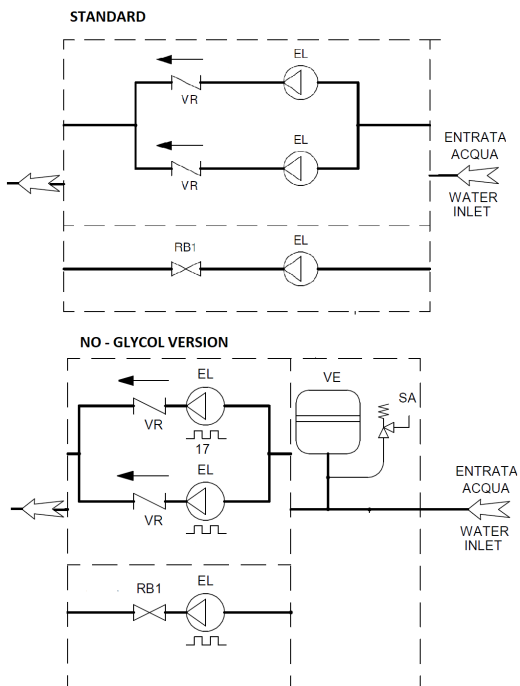 STANDARD
EL
VR
EL
VR
ENTRATA
ACQUA
WATER
INLET
EL
RB1
NO - GLYCOL VERSION
EL
VR
17
EL
VR
VE
SA
ENTRATA
ACQUA
WATER
INLET
EL
RB1